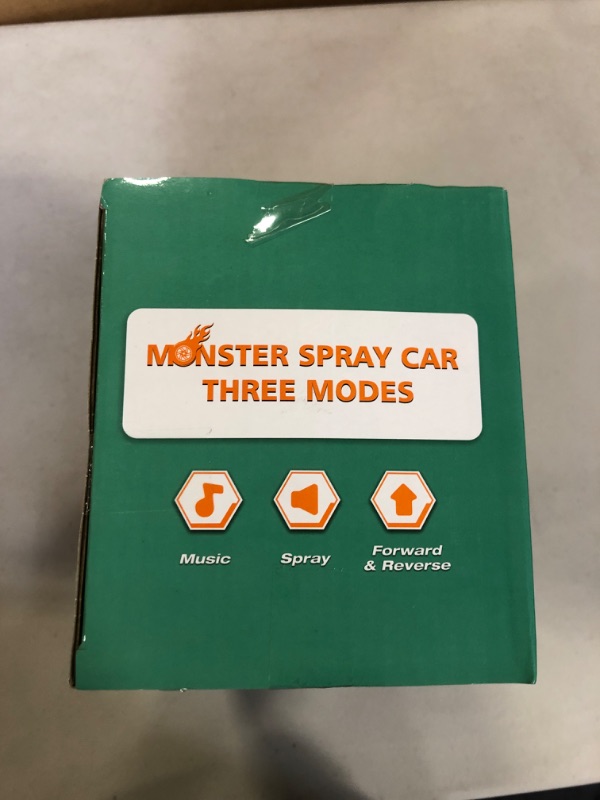 MONSTER SPRAY CAR
THREE MODES
Music
Spray
Forward
& Reverse